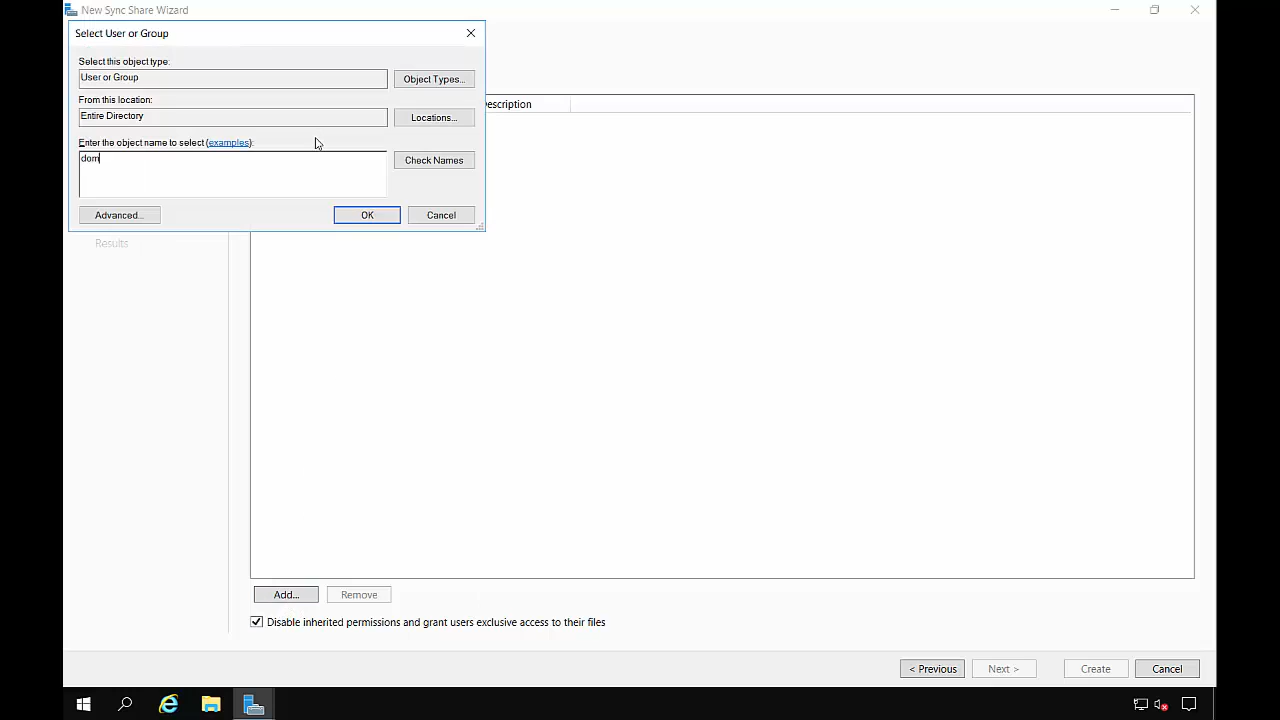 New Sync Share Wizard
Select User or Group
Select this object type:
User or Group
Object Types...
From this location:
Entire Directory
Locations...
Enter the object name to select (examples):
dom
Check Names
Advanced...
OK
Cancel
escription
Results
Add...
Remove
Disable inherited permissions and grant users exclusive access to their files
< Previous
Next >
Create
Cancel